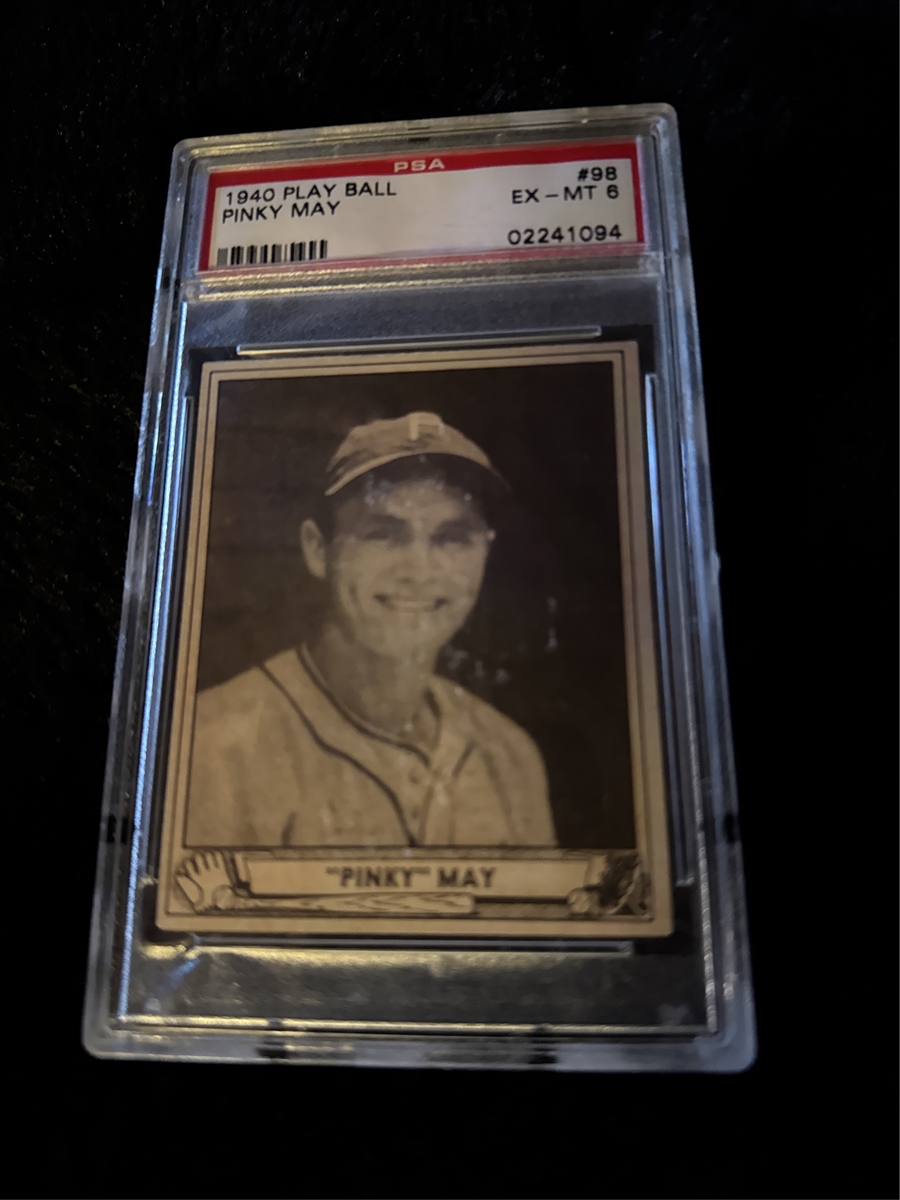 PSA
1940 PLAY BALL #98
PINKY MAY EX - MT 6
02241094
P
"PINKY" MAY